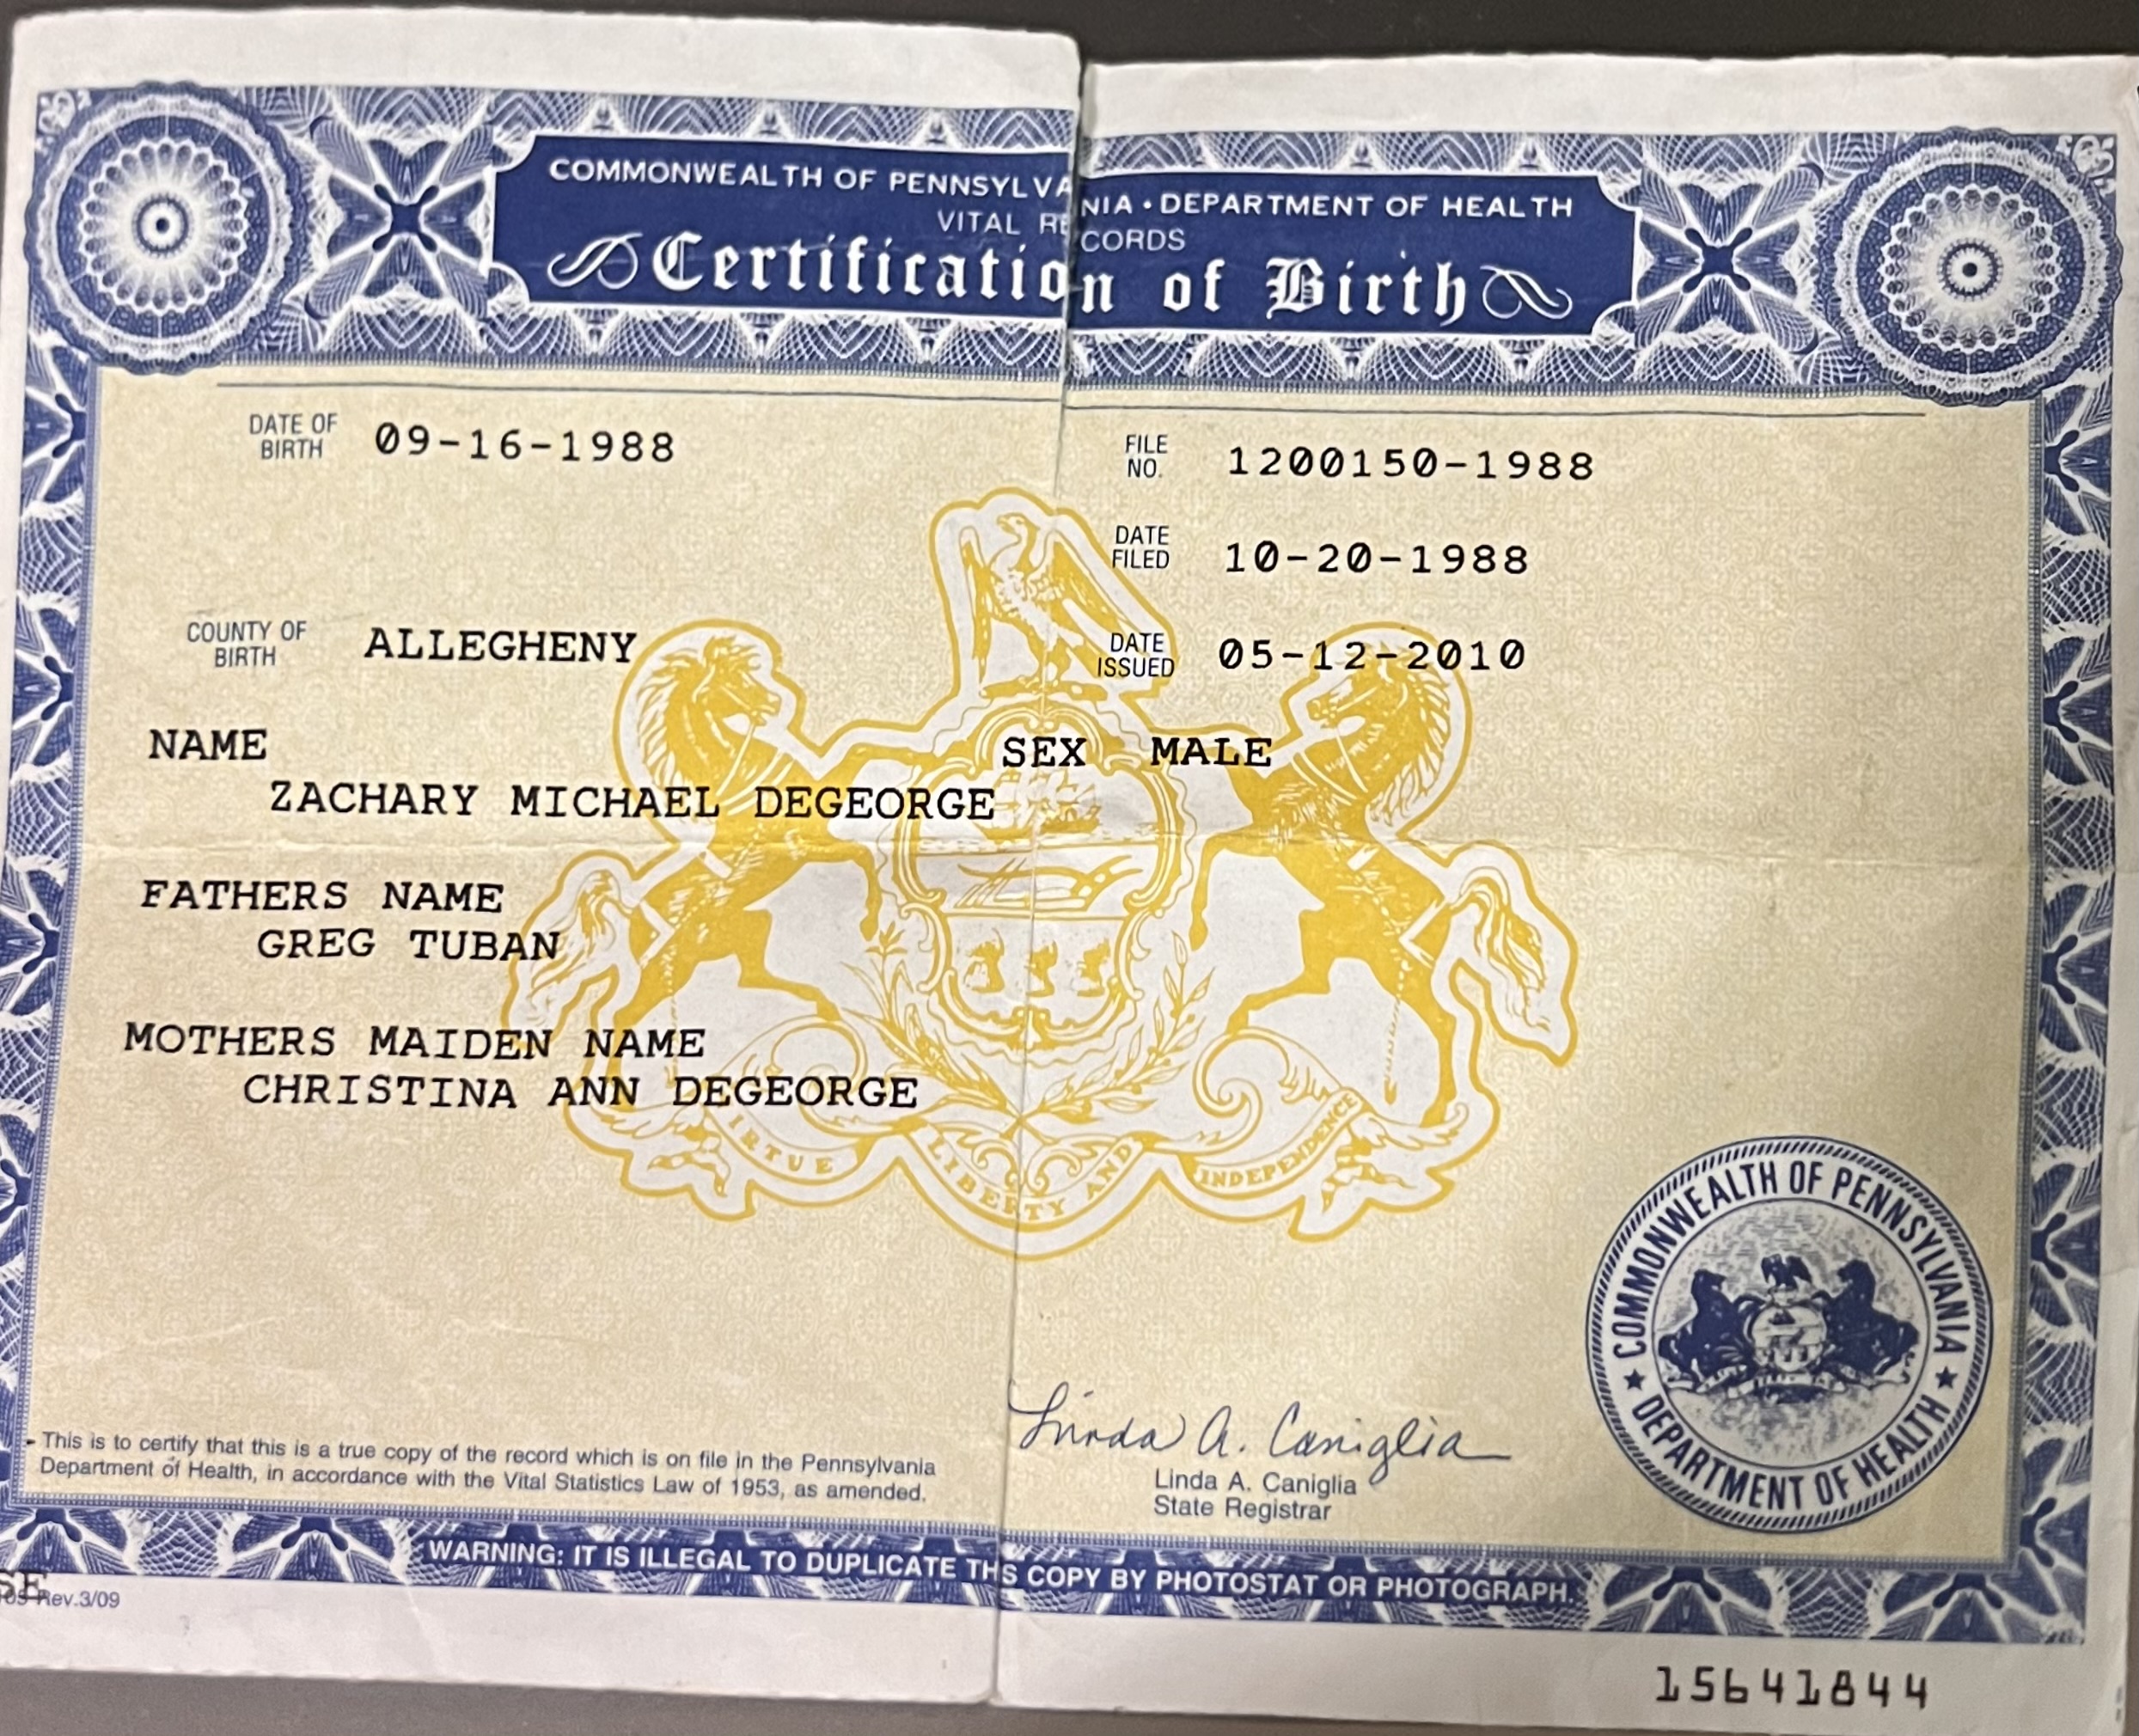 COMMONWEALTH OF PENNSYLVANIA • DEPARTMENT OF HEALTH
VITAL RECORDS
Certification of Birth
DATE OF BIRTH 09-16-1988
FILE NO. 1200150-1988
DATE FILED 10-20-1988
COUNTY OF BIRTH ALLEGHENY
DATE ISSUED 05-12-2010
NAME SEX MALE
ZACHARY MICHAEL DEGEORGE
FATHERS NAME
GREG TUBAN
MOTHERS MAIDEN NAME
CHRISTINA ANN DEGEORGE
LIBERTY AND INDEPENDENCE
COMMONWEALTH OF PENNSYLVANIA ★ DEPARTMENT OF HEALTH ★
This is to certify that this is a true copy of the record which is on file in the Pennsylvania
Department of Health, in accordance with the Vital Statistics Law of 1953, as amended.
Linda A. Caniglia
Linda A. Caniglia
State Registrar
WARNING: IT IS ILLEGAL TO DUPLICATE THIS COPY BY PHOTOSTAT OR PHOTOGRAPH.
Rev.3/09
15641844